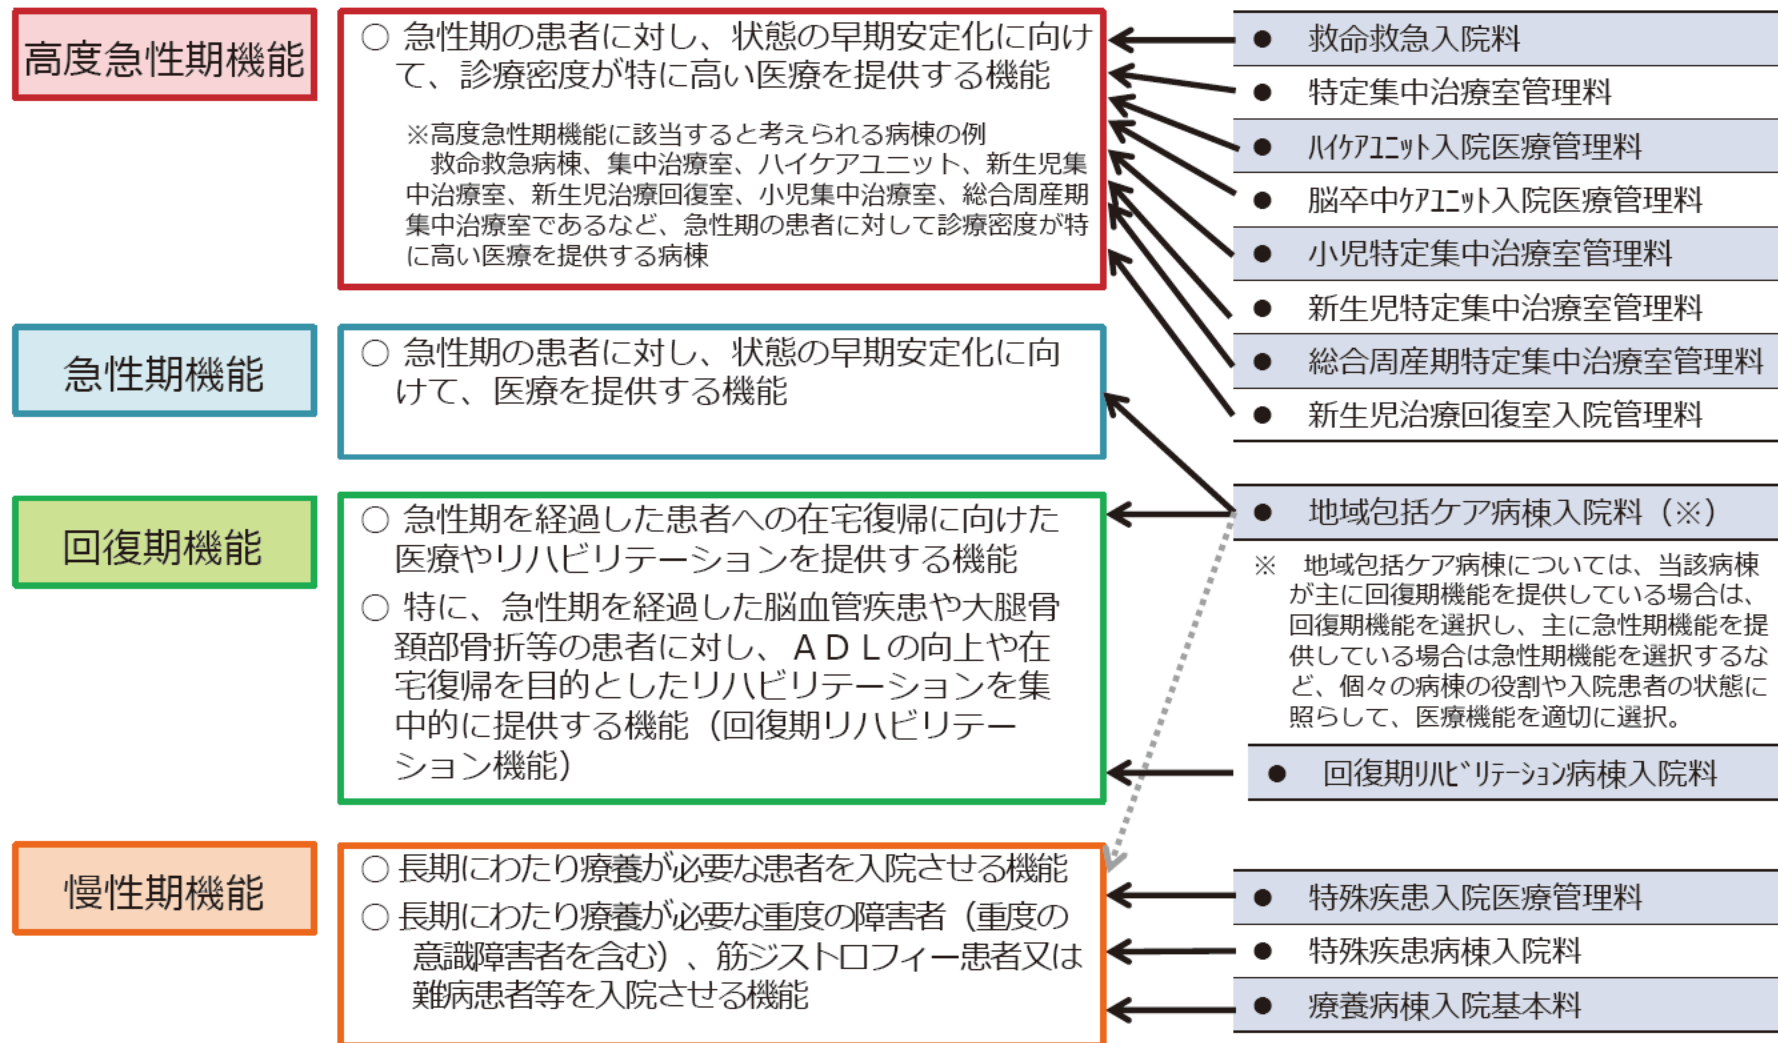 高度急性期機能
○ 急性期の患者に対し、状態の早期安定化に向け
て、診療密度が特に高い医療を提供する機能
※高度急性期機能に該当すると考えられる病棟の例
救命救急病棟、集中治療室、ハイケアユニット、新生児集
中治療室、新生児治療回復室、小児集中治療室、総合周産期
集中治療室であるなど、急性期の患者に対して診療密度が特
に高い医療を提供する病棟
● 救命救急入院料
● 特定集中治療室管理料
● ﾊｲｹｱﾕﾆｯﾄ入院医療管理料
● 脳卒中ｹｱﾕﾆｯﾄ入院医療管理料
● 小児特定集中治療室管理料
● 新生児特定集中治療室管理料
● 総合周産期特定集中治療室管理料
● 新生児治療回復室入院管理料
急性期機能
○ 急性期の患者に対し、状態の早期安定化に向
けて、医療を提供する機能
回復期機能
○ 急性期を経過した患者への在宅復帰に向けた
医療やリハビリテーションを提供する機能
○ 特に、急性期を経過した脳血管疾患や大腿骨
頚部骨折等の患者に対し、ＡＤＬの向上や在
宅復帰を目的としたリハビリテーションを集
中的に提供する機能（回復期リハビリテー
ション機能）
● 地域包括ケア病棟入院料（※）
※ 地域包括ケア病棟については、当該病棟
が主に回復期機能を提供している場合は、
回復期機能を選択し、主に急性期機能を提
供している場合は急性期機能を選択するな
ど、個々の病棟の役割や入院患者の状態に
照らして、医療機能を適切に選択。
● 回復期ﾘﾊﾋﾞﾘﾃｰｼｮﾝ病棟入院料
慢性期機能
○ 長期にわたり療養が必要な患者を入院させる機能
○ 長期にわたり療養が必要な重度の障害者（重度の
意識障害者を含む）、筋ジストロフィー患者又は
難病患者等を入院させる機能
● 特殊疾患入院医療管理料
● 特殊疾患病棟入院料
● 療養病棟入院基本料